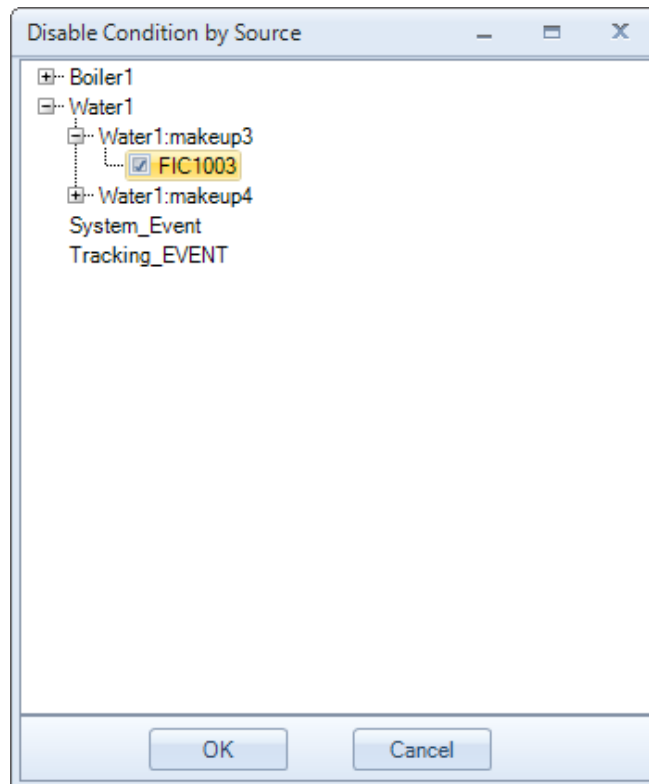 Disable Condition by Source
Boiler1
Water1
Water1:makeup3
FIC1003
Water1:makeup4
System_Event
Tracking_EVENT
OK Cancel